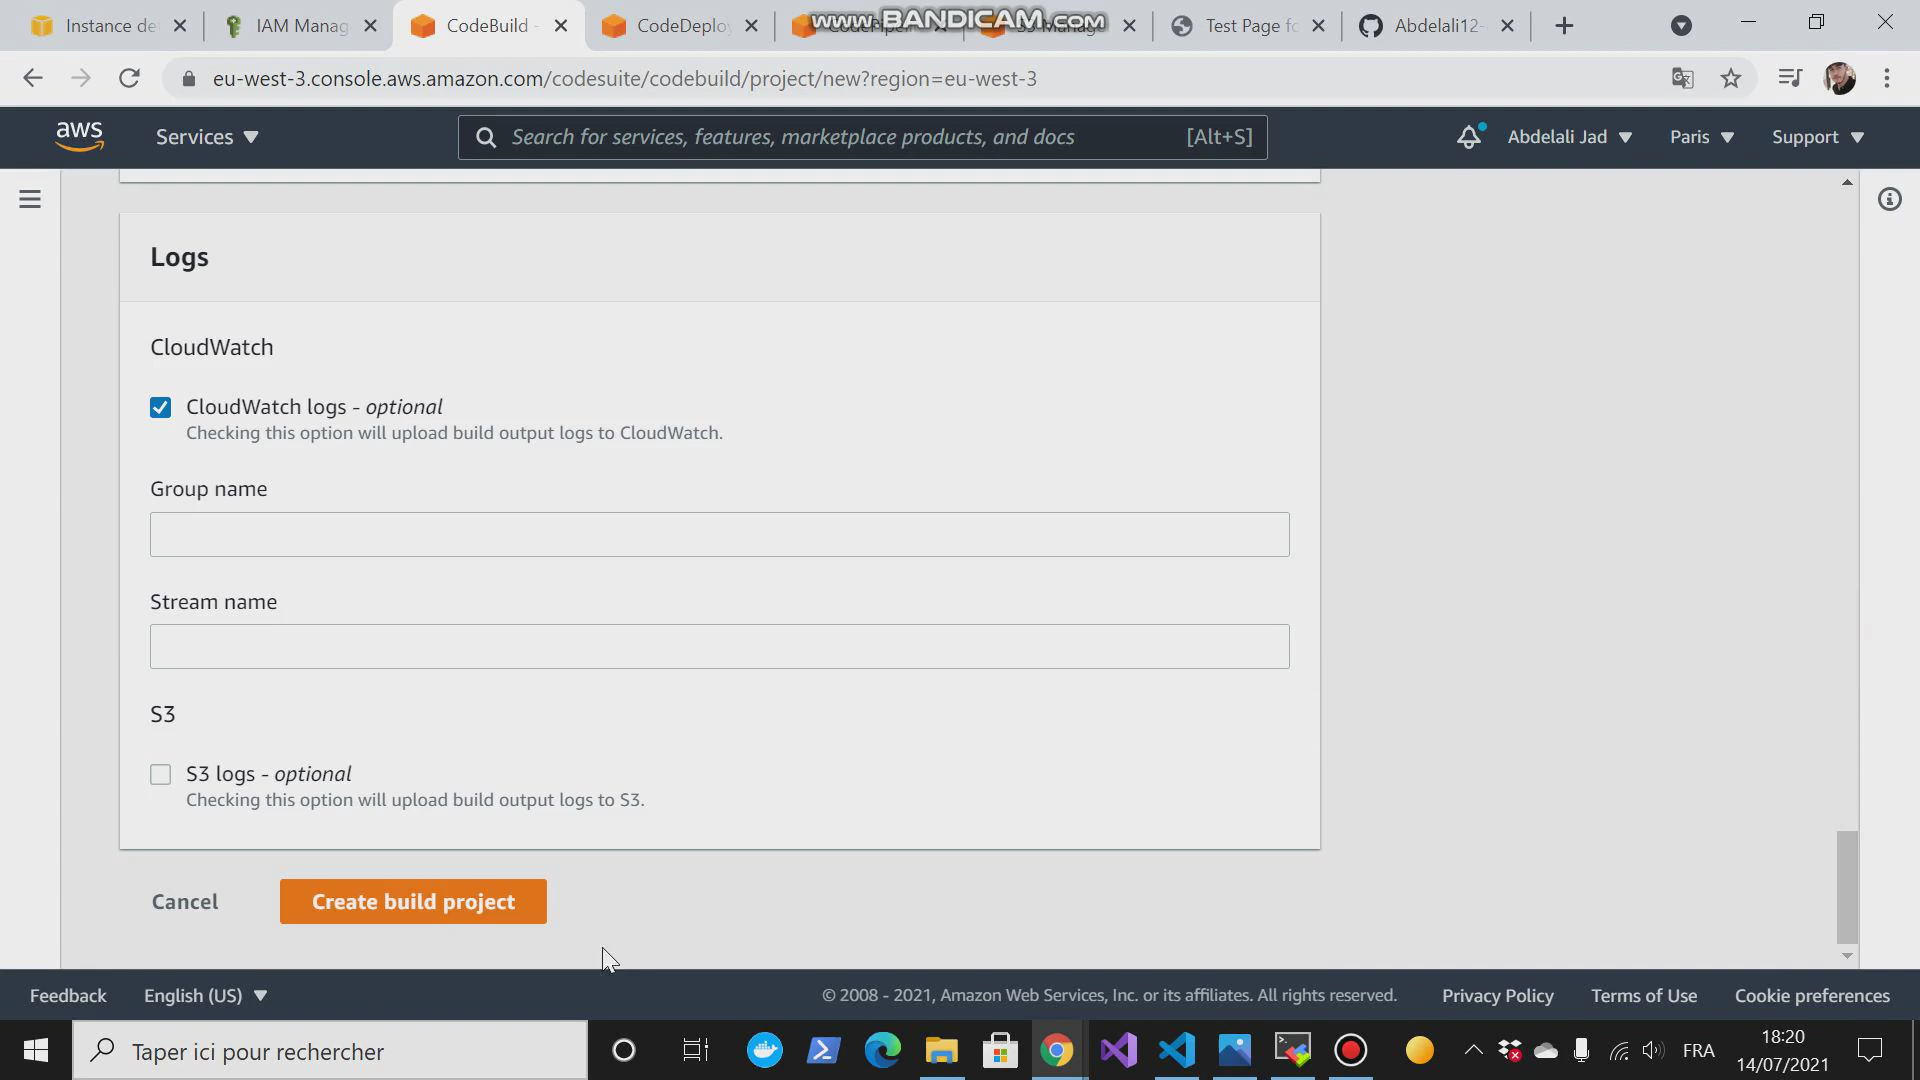 Instance de
IAM Manag
CodeBuild -
CodeDeploy
www.BANDICAM.com
Test Page fo
Abdelali12-
eu-west-3.console.aws.amazon.com/codesuite/codebuild/project/new?region=eu-west-3
aws
Services
Search for services, features, marketplace products, and docs
[Alt+S]
Abdelali Jad
Paris
Support
Logs
CloudWatch
CloudWatch logs - optional
Checking this option will upload build output logs to CloudWatch.
Group name
Stream name
S3
S3 logs - optional
Checking this option will upload build output logs to S3.
Cancel
Create build project
Feedback
English (US)
© 2008 - 2021, Amazon Web Services, Inc. or its affiliates. All rights reserved.
Privacy Policy
Terms of Use
Cookie preferences
Taper ici pour rechercher
FRA
18:20
14/07/2021